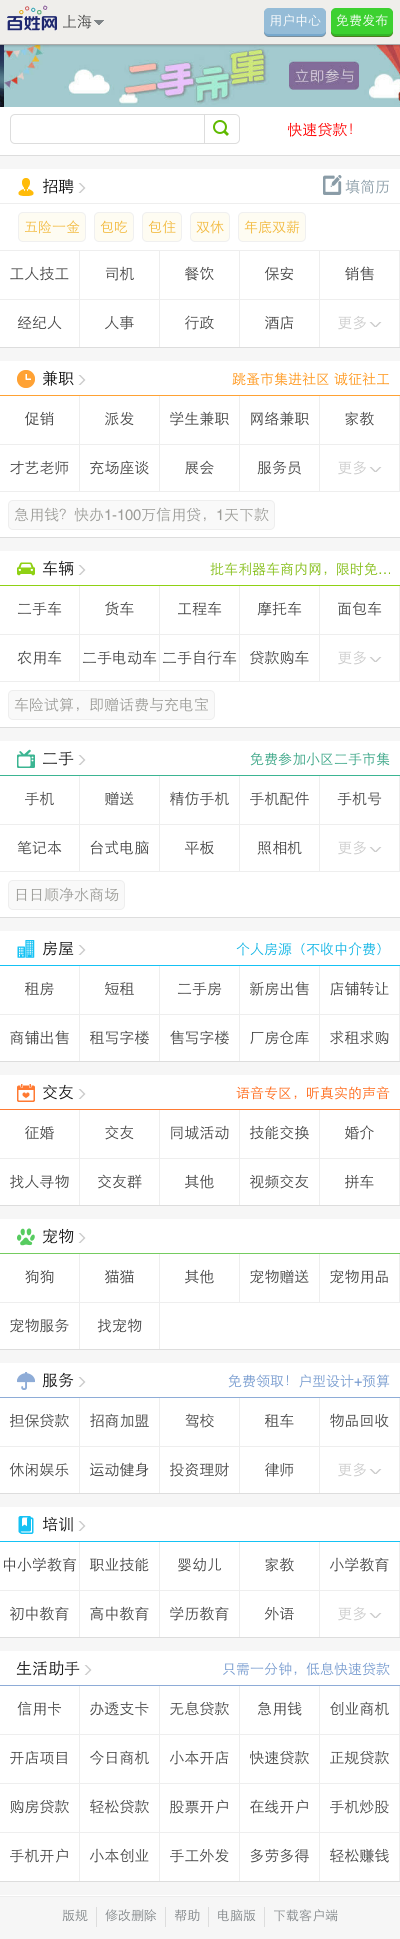 百姓网 上海 用户中心 免费发布
二手市集 立即参与
快速贷款！
招聘 填简历
五险一金 包吃 包住 双休 年底双薪
工人技工 司机 餐饮 保安 销售
经纪人 人事 行政 酒店 更多
兼职 跳蚤市集进社区 诚征社工
促销 派发 学生兼职 网络兼职 家教
才艺老师 充场座谈 展会 服务员 更多
急用钱？快办1-100万信用贷，1天下款
车辆 批车利器车商内网，限时免...
二手车 货车 工程车 摩托车 面包车
农用车 二手电动车 二手自行车 贷款购车 更多
车险试算，即赠话费与充电宝
二手 免费参加小区二手市集
手机 赠送 精仿手机 手机配件 手机号
笔记本 台式电脑 平板 照相机 更多
日日顺净水商场
房屋 个人房源（不收中介费）
租房 短租 二手房 新房出售 店铺转让
商铺出售 租写字楼 售写字楼 厂房仓库 求租求购
交友 语音专区，听真实的声音
征婚 交友 同城活动 技能交换 婚介
找人寻物 交友群 其他 视频交友 拼车
宠物
狗狗 猫猫 其他 宠物赠送 宠物用品
宠物服务 找宠物
服务 免费领取！户型设计+预算
担保贷款 招商加盟 驾校 租车 物品回收
休闲娱乐 运动健身 投资理财 律师 更多
培训
中小学教育 职业技能 婴幼儿 家教 小学教育
初中教育 高中教育 学历教育 外语 更多
生活助手 只需一分钟，低息快速贷款
信用卡 办透支卡 无息贷款 急用钱 创业商机
开店项目 今日商机 小本开店 快速贷款 正规贷款
购房贷款 轻松贷款 股票开户 在线开户 手机炒股
手机开户 小本创业 手工外发 多劳多得 轻松赚钱
版规 修改删除 帮助 电脑版 下载客户端